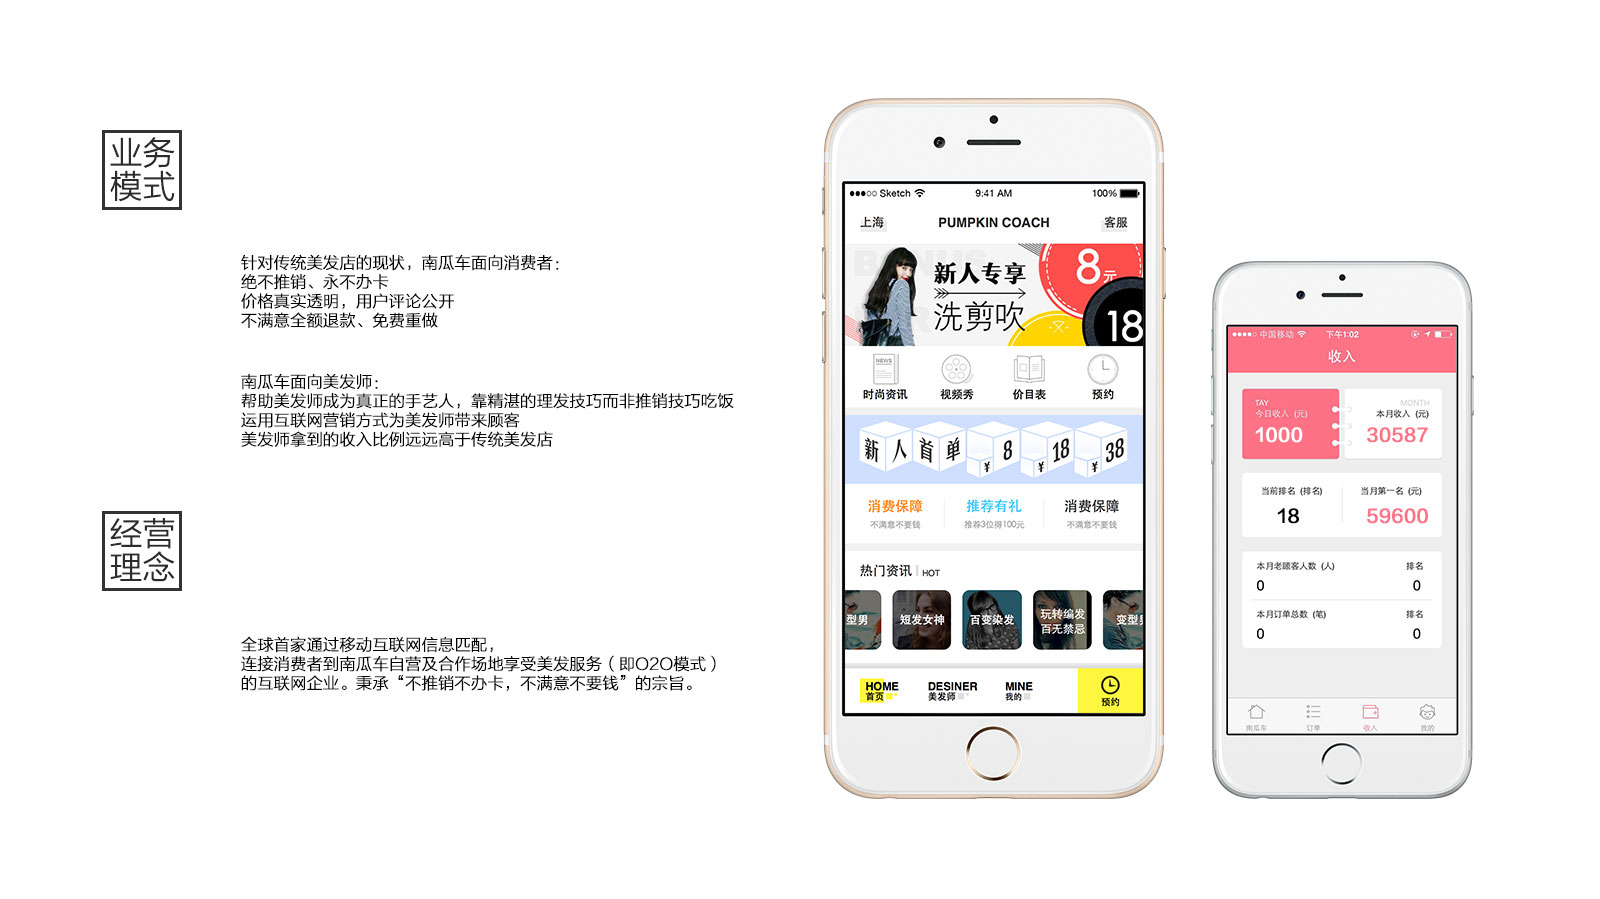 业务
模式
针对传统美发店的现状，南瓜车面向消费者：
绝不推销、永不办卡
价格真实透明，用户评论公开
不满意全额退款、免费重做
南瓜车面向美发师：
帮助美发师成为真正的手艺人，靠精湛的理发技巧而非推销技巧吃饭
运用互联网营销方式为美发师带来顾客
美发师拿到的收入比例远远高于传统美发店
经营
理念
全球首家通过移动互联网信息匹配，
连接消费者到南瓜车自营及合作场地享受美发服务（即O2O模式）
的互联网企业。秉承“不推销不办卡，不满意不要钱”的宗旨。
Sketch 9:41 AM 100%
上海 PUMPKIN COACH 客服
新人专享
洗剪吹
8元
18
NEWS
时尚资讯 视频秀 价目表 预约
新人首单 ¥8 ¥18 ¥38
消费保障 推荐有礼 消费保障
不满意不要钱 推荐3位得100元 不满意不要钱
热门资讯 HOT
型男 短发女神 百变染发 玩转编发 变型男
百无禁忌
HOME DESINER MINE
首页 美发师 我的 预约
中国移动 下午1:02
收入
TAY MONTH
今日收入（元） 本月收入（元）
1000 30587
当前排名（排名） 当月第一名（元）
18 59600
本月老顾客人数（人） 排名
0 0
本月订单总数（笔） 排名
0 0
南瓜车 订单 收入 我的